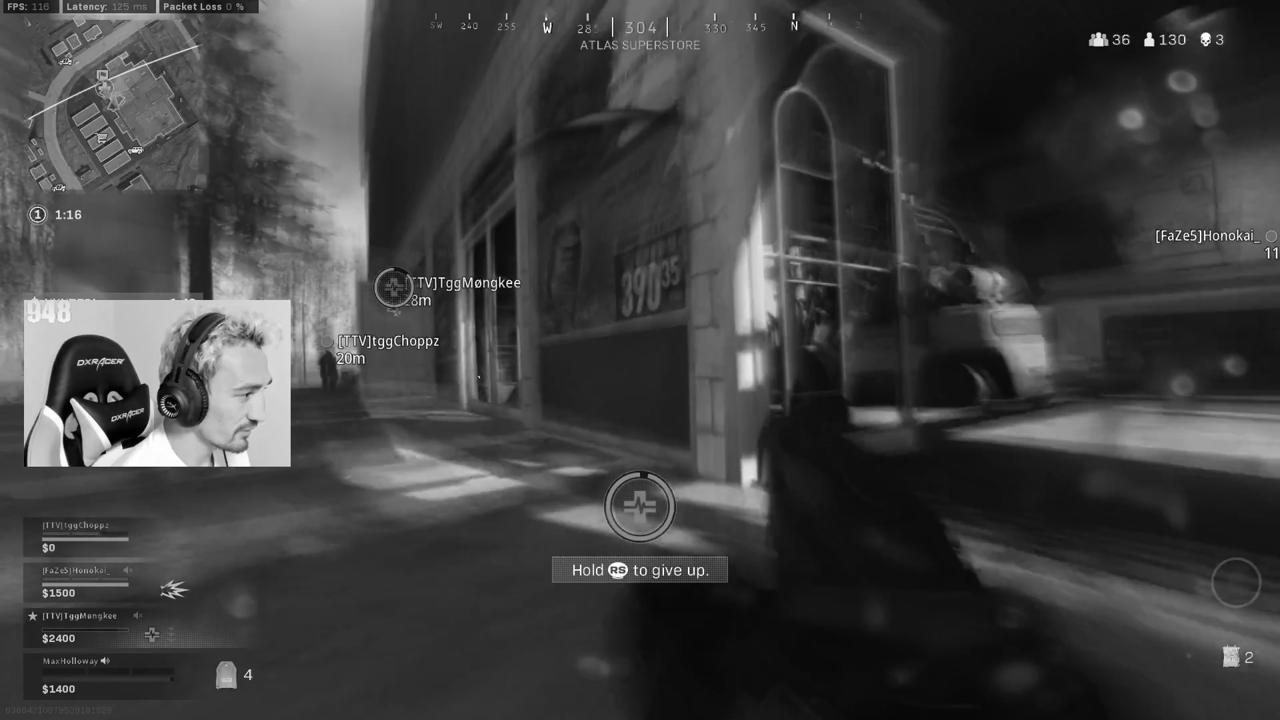 FPS: 116 Latency: 125 ms Packet Loss 0 %
SW 240 255 W 285 304 330 345 N
ATLAS SUPERSTORE
36 130 3
1 1:16
[FaZe5]Honokai_
11
[TTV]TggMøngkee
8m
[TTV]tggChoppz
20m
390 35
948
DXRACER
DXRACER
Hold RS to give up.
[TTV]tggChoppz
$0
[FaZe5]Honokai_
$1500
[TTV]TggMøngkee
$2400
MaxHolloway
$1400
4
2